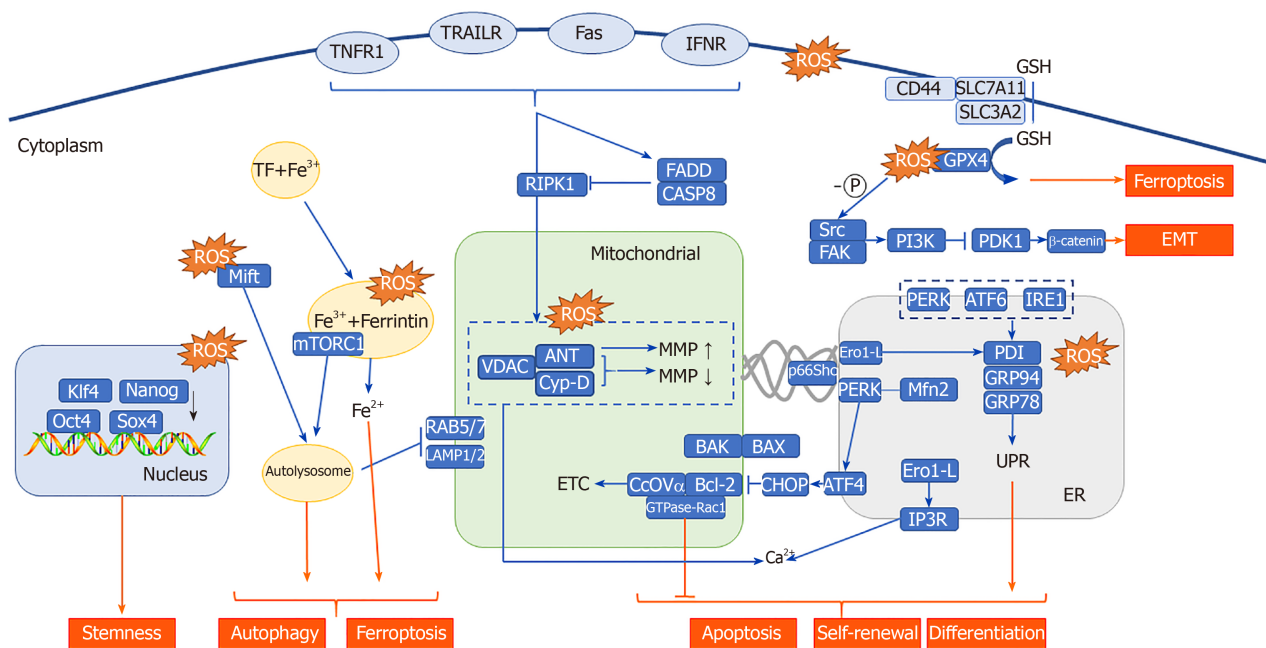 TNFR1
TRAILR
Fas
IFNR
ROS
GSH
CD44
SLC7A11
SLC3A2
GSH
Cytoplasm
TF+Fe³⁺
RIPK1
FADD
CASP8
ROS
GPX4
Ferroptosis
–P
Src
FAK
PI3K
PDK1
β-catenin
EMT
ROS
Mift
ROS
Fe³⁺+Ferrintin
mTORC1
Fe²⁺
Mitochondrial
ROS
VDAC
ANT
Cyp-D
MMP ↑
MMP ↓
PERK
ATF6
IRE1
p66Shc
Ero1-L
PERK
Mfn2
PDI
GRP94
GRP78
ROS
ROS
Klf4
Nanog
Oct4
Sox4
Nucleus
Autolysosome
RAB5/7
LAMP1/2
BAK
BAX
ETC
CcOVα
Bcl-2
GTPase-Rac1
CHOP
ATF4
Ero1-L
IP3R
UPR
ER
Ca²⁺
Stemness
Autophagy
Ferroptosis
Apoptosis
Self-renewal
Differentiation